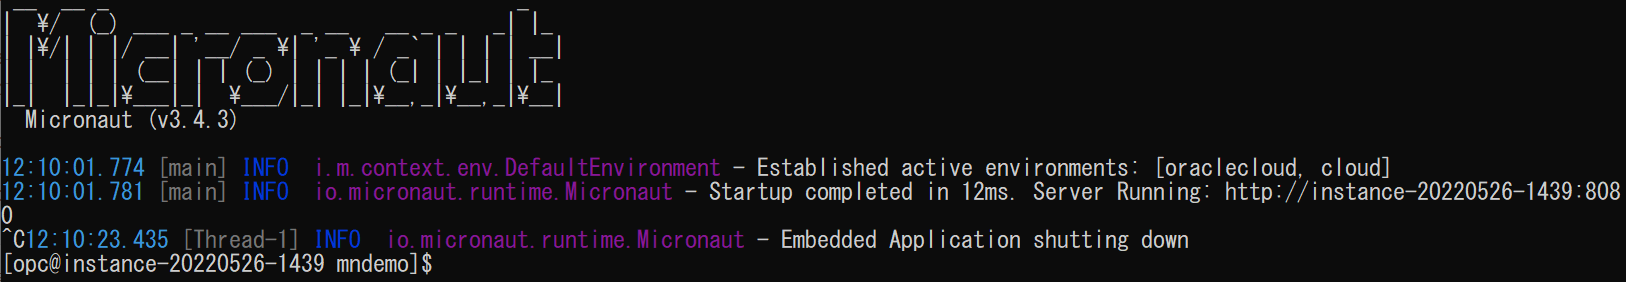 Micronaut
Micronaut (v3.4.3)
12:10:01.774 [main] INFO  i.m.context.env.DefaultEnvironment - Established active environments: [oraclecloud, cloud]
12:10:01.781 [main] INFO  io.micronaut.runtime.Micronaut - Startup completed in 12ms. Server Running: http://instance-20220526-1439:808
0
^C12:10:23.435 [Thread-1] INFO  io.micronaut.runtime.Micronaut - Embedded Application shutting down
[opc@instance-20220526-1439 mndemo]$